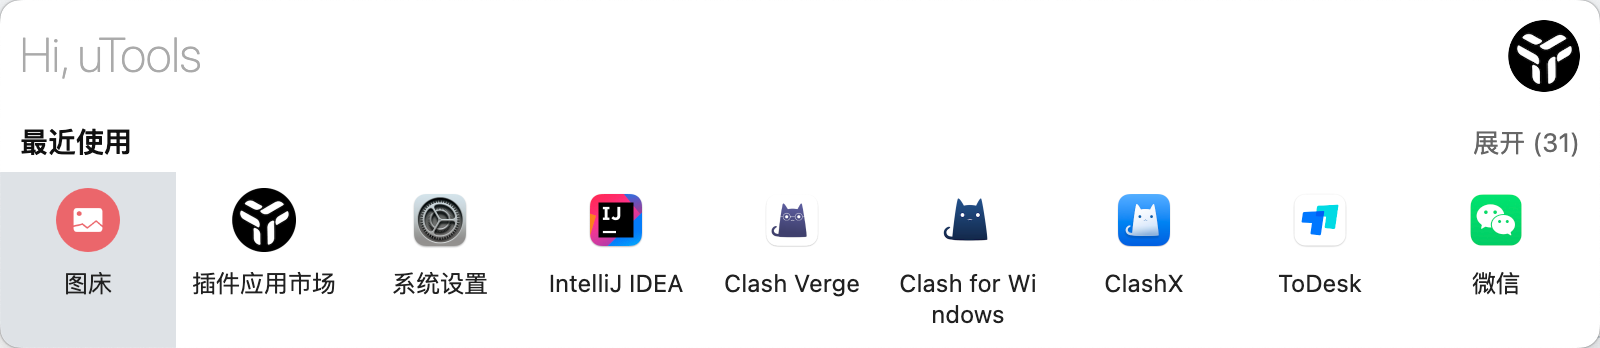 Hi, uTools
最近使用
展开 (31)
IJ
图床
插件应用市场
系统设置
IntelliJ IDEA
Clash Verge
Clash for Wi
ndows
ClashX
ToDesk
微信